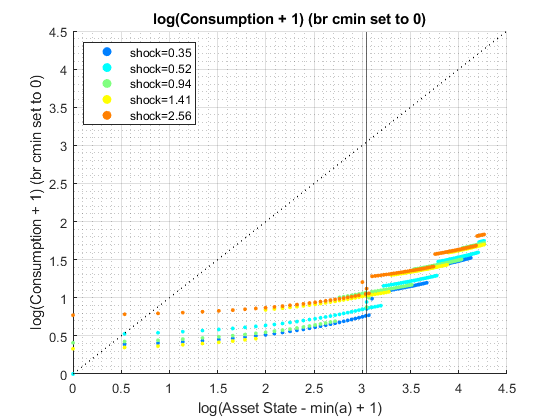 log(Consumption + 1) (br cmin set to 0)
4.5
4
3.5
3
2.5
2
1.5
1
0.5
0
log(Consumption + 1) (br cmin set to 0)
shock=0.35
shock=0.52
shock=0.94
shock=1.41
shock=2.56
0 0.5 1 1.5 2 2.5 3 3.5 4 4.5
log(Asset State - min(a) + 1)